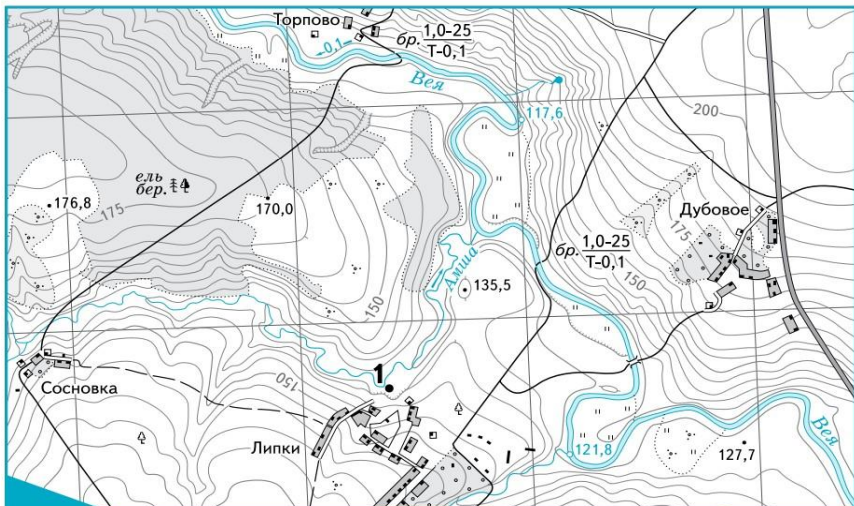 Торпово
0,1
бр. 1,0-25
Т-0,1
Вея
117,6
200
ель
бер.
176,8
175
170,0
Дубовое
175
бр. 1,0-25
Т-0,1
150
Амша
135,5
150
150
1
Сосновка
Липки
121,8
127,7
Вея